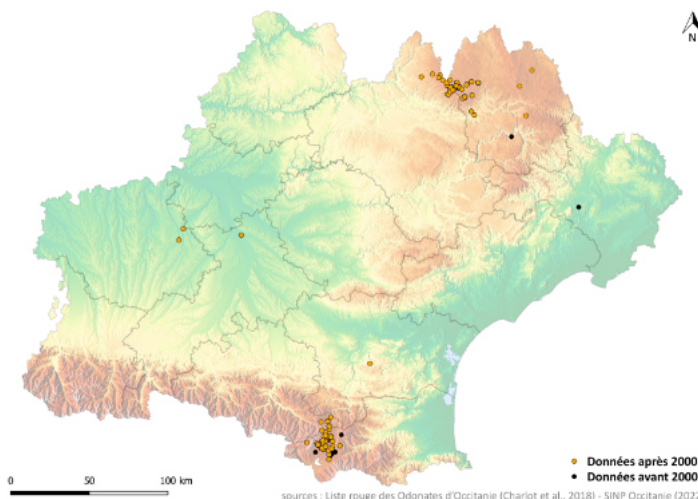 N
Données après 2000
Données avant 2000
0 50 100 km
sources : Liste rouge des Odonates d'Occitanie (Charlot et al., 2018) - SINP Occitanie